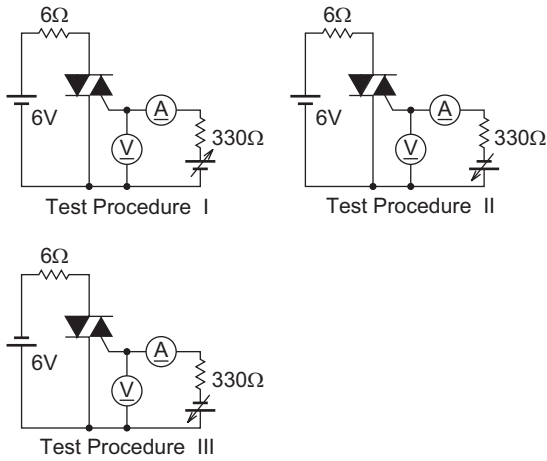 6Ω
6V
V
A
330Ω
Test Procedure I
6Ω
6V
V
A
330Ω
Test Procedure II
6Ω
6V
V
A
330Ω
Test Procedure III